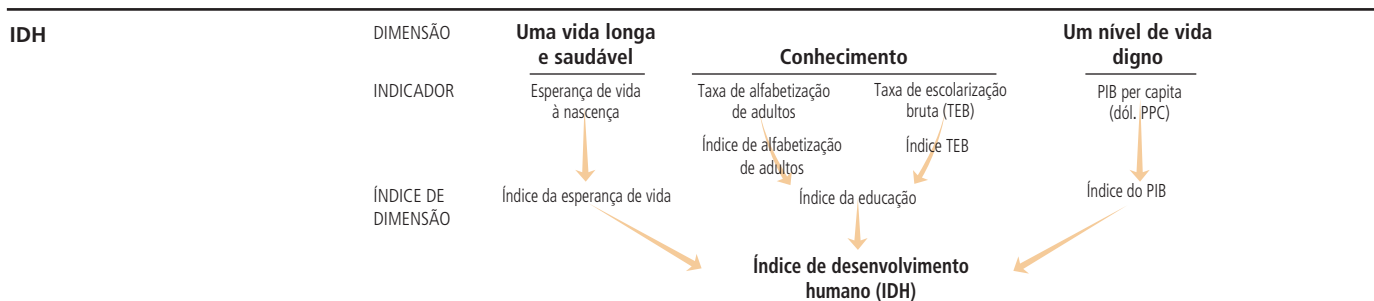 IDH
DIMENSÃO
Uma vida longa
e saudável
Conhecimento
Um nível de vida
digno
INDICADOR
Esperança de vida
à nascença
Taxa de alfabetização
de adultos
Taxa de escolarização
bruta (TEB)
PIB per capita
(dól. PPC)
Índice de alfabetização
de adultos
Índice TEB
ÍNDICE DE
DIMENSÃO
Índice da esperança de vida
Índice da educação
Índice do PIB
Índice de desenvolvimento
humano (IDH)